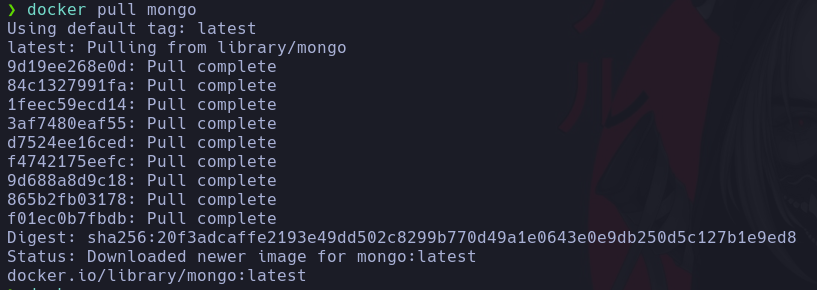 ❯ docker pull mongo
Using default tag: latest
latest: Pulling from library/mongo
9d19ee268e0d: Pull complete
84c1327991fa: Pull complete
1feec59ecd14: Pull complete
3af7480eaf55: Pull complete
d7524ee16ced: Pull complete
f4742175eefc: Pull complete
9d688a8d9c18: Pull complete
865b2fb03178: Pull complete
f01ec0b7fbdb: Pull complete
Digest: sha256:20f3adcaffe2193e49dd502c8299b770d49a1e0643e0e9db250d5c127b1e9ed8
Status: Downloaded newer image for mongo:latest
docker.io/library/mongo:latest